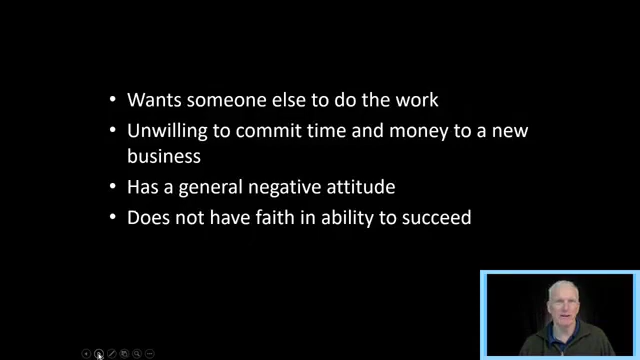 • Wants someone else to do the work
• Unwilling to commit time and money to a new
business
• Has a general negative attitude
• Does not have faith in ability to succeed